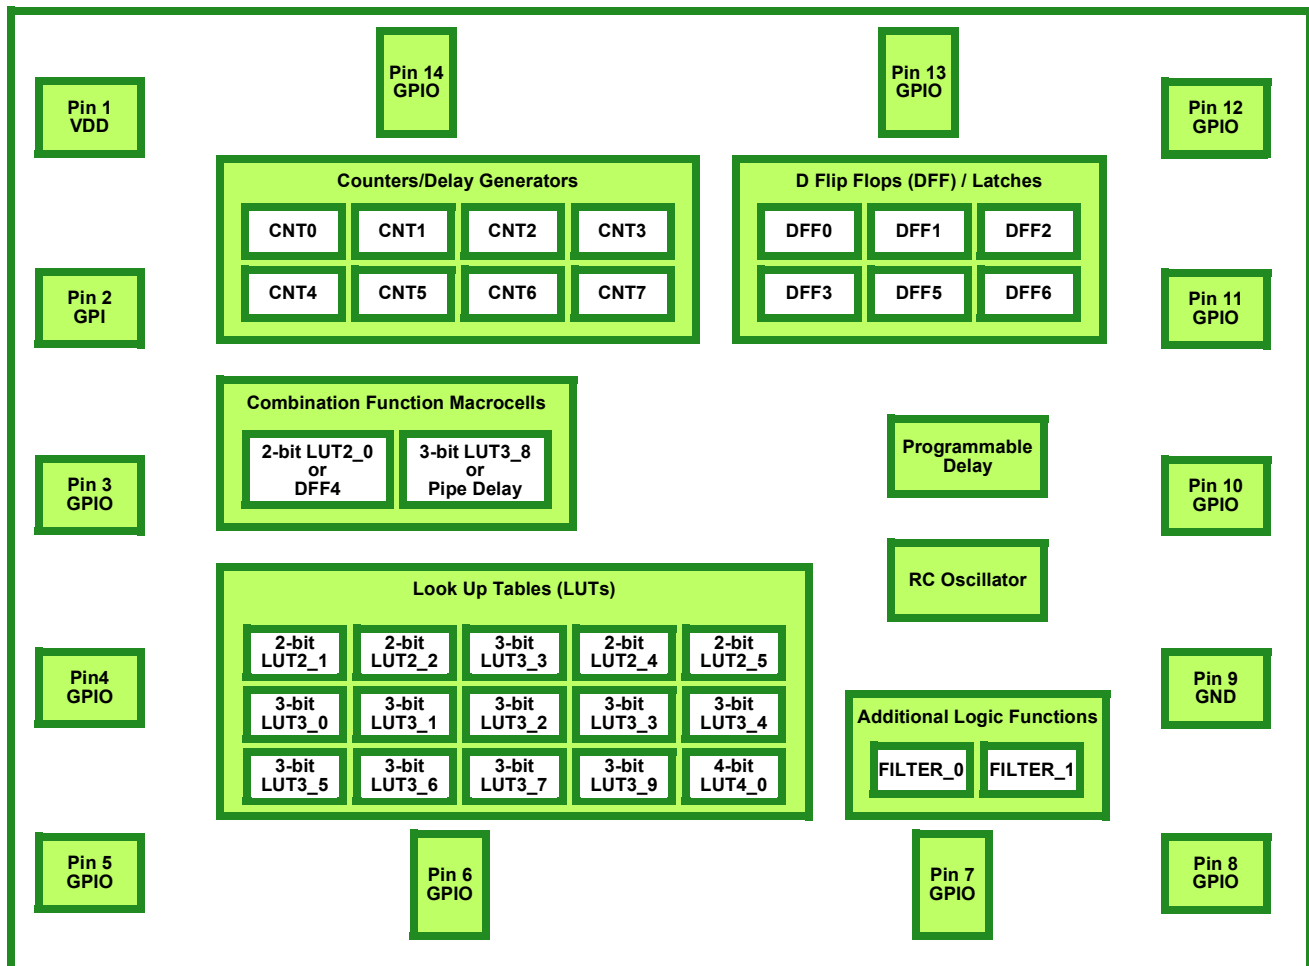 Pin 14
GPIO
Pin 13
GPIO
Pin 1
VDD
Pin 12
GPIO
Counters/Delay Generators
CNT0
CNT1
CNT2
CNT3
CNT4
CNT5
CNT6
CNT7
D Flip Flops (DFF) / Latches
DFF0
DFF1
DFF2
DFF3
DFF5
DFF6
Pin 2
GPI
Pin 11
GPIO
Combination Function Macrocells
2-bit LUT2_0
or
DFF4
3-bit LUT3_8
or
Pipe Delay
Programmable
Delay
Pin 3
GPIO
Pin 10
GPIO
RC Oscillator
Look Up Tables (LUTs)
2-bit
LUT2_1
2-bit
LUT2_2
3-bit
LUT3_3
2-bit
LUT2_4
2-bit
LUT2_5
3-bit
LUT3_0
3-bit
LUT3_1
3-bit
LUT3_2
3-bit
LUT3_3
3-bit
LUT3_4
3-bit
LUT3_5
3-bit
LUT3_6
3-bit
LUT3_7
3-bit
LUT3_9
4-bit
LUT4_0
Pin4
GPIO
Pin 9
GND
Additional Logic Functions
FILTER_0
FILTER_1
Pin 5
GPIO
Pin 6
GPIO
Pin 7
GPIO
Pin 8
GPIO